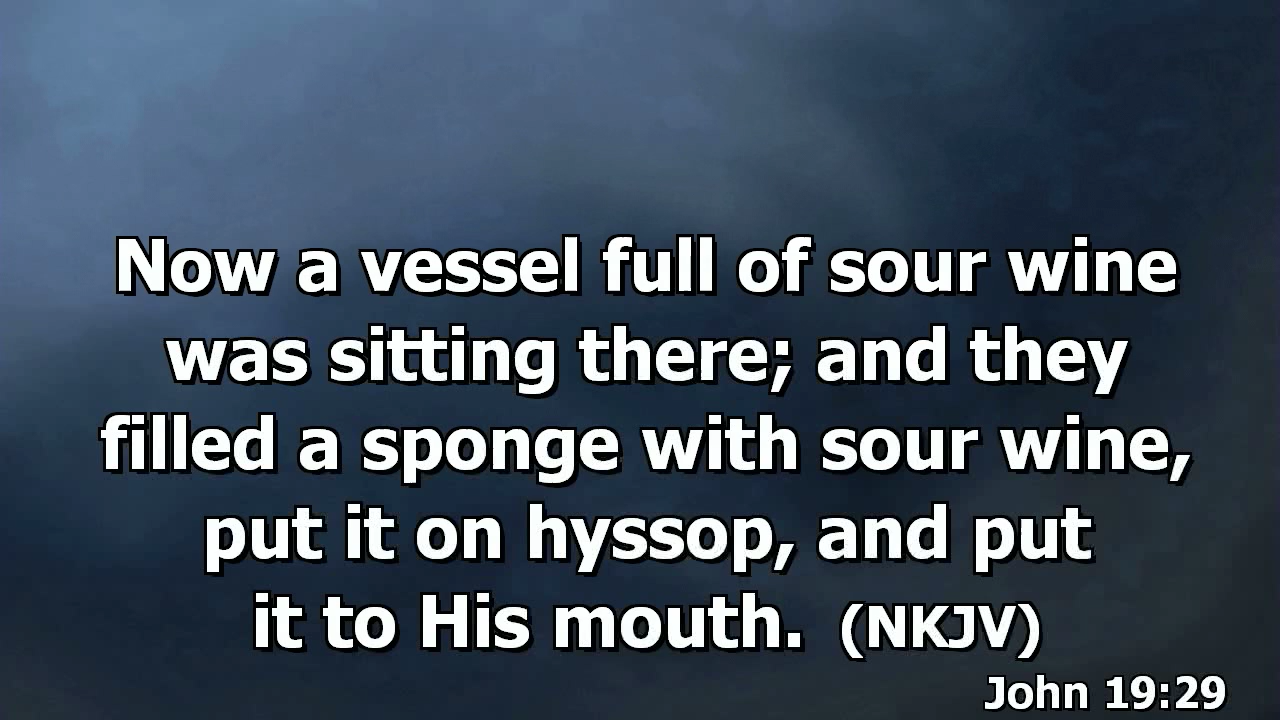 Now a vessel full of sour wine
was sitting there; and they
filled a sponge with sour wine,
put it on hyssop, and put
it to His mouth. (NKJV)
John 19:29